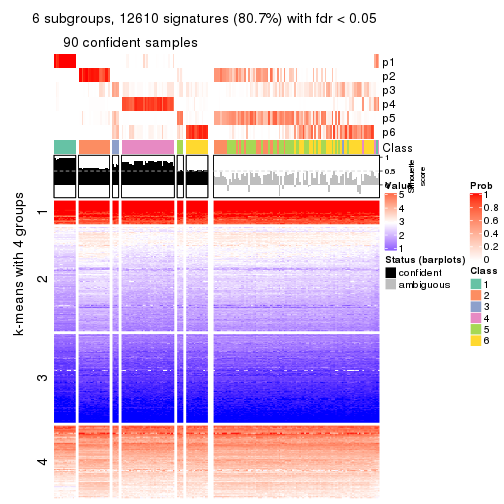 6 subgroups, 12610 signatures (80.7%) with fdr < 0.05
90 confident samples
p1
p2
p3
p4
p5
p6
Class
1
0.5
0
Silhouette
score
k-means with 4 groups
1
2
3
4
Value
5
4
3
2
1
Status (barplots)
confident
ambiguous
Prob
1
0.8
0.6
0.4
0.2
0
Class
1
2
3
4
5
6